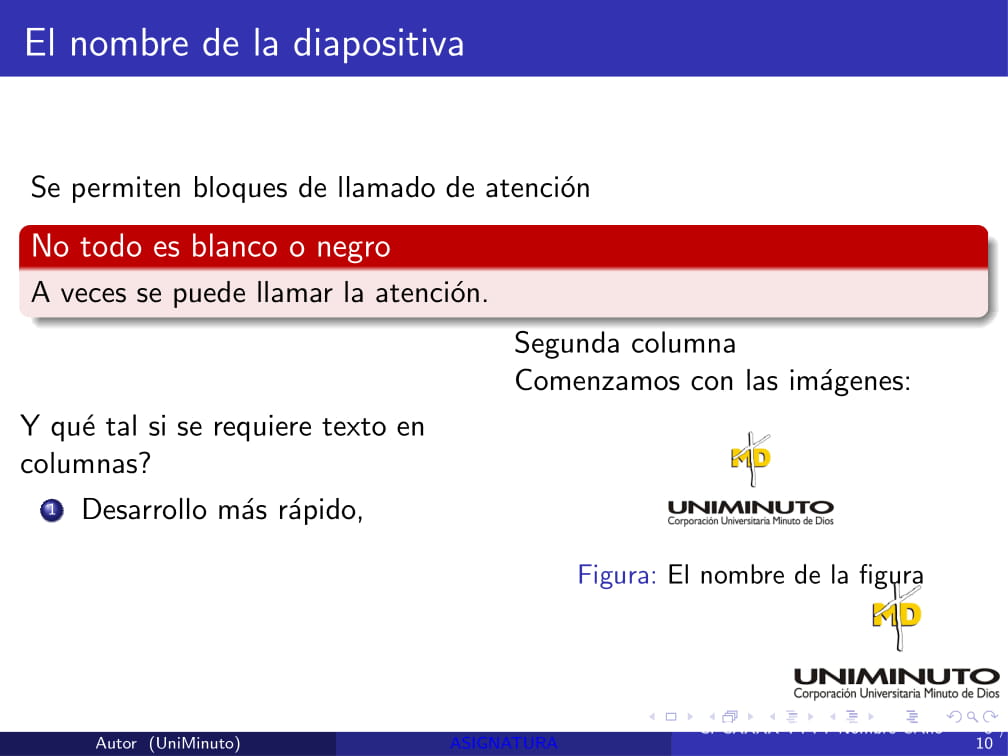 El nombre de la diapositiva
Se permiten bloques de llamado de atención
No todo es blanco o negro
A veces se puede llamar la atención.
Y qué tal si se requiere texto en
columnas?
1 Desarrollo más rápido,
Segunda columna
Comenzamos con las imágenes:
MD
UNIMINUTO
Corporación Universitaria Minuto de Dios
Figura: El nombre de la figura
MD
UNIMINUTO
Corporación Universitaria Minuto de Dios
Autor (UniMinuto)
ASIGNATURA
10